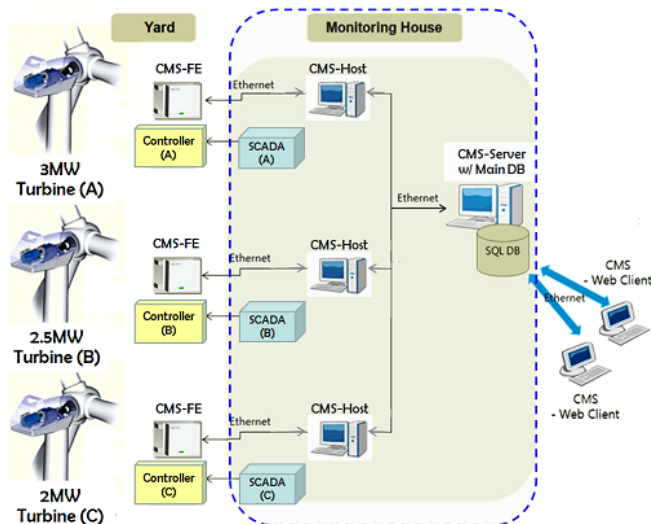 Yard
Monitoring House
CMS-FE
CMS-Host
Ethernet
Controller
(A)
SCADA
(A)
3MW
Turbine (A)
CMS-Server
w/ Main DB
Ethernet
SQL DB
CMS-FE
CMS-Host
Ethernet
Controller
(B)
SCADA
(B)
2.5MW
Turbine (B)
CMS
- Web Client
Ethernet
CMS
- Web Client
CMS-FE
CMS-Host
Ethernet
Controller
(C)
SCADA
(C)
2MW
Turbine (C)